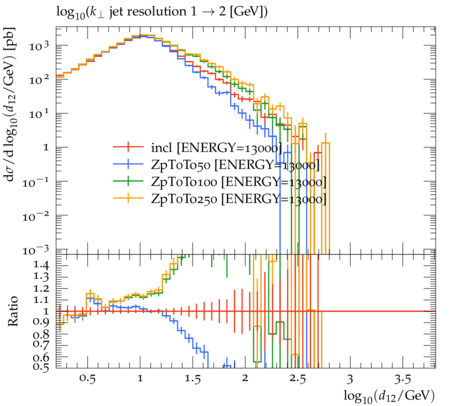 log₁₀(k⊥ jet resolution 1 → 2 [GeV])
dσ/d log₁₀(d₁₂/GeV) [pb]
10³
10²
10¹
1
10⁻¹
10⁻²
10⁻³
incl [ENERGY=13000]
ZpToTo50 [ENERGY=13000]
ZpToTo100 [ENERGY=13000]
ZpToTo250 [ENERGY=13000]
Ratio
1.4
1.3
1.2
1.1
1
0.9
0.8
0.7
0.6
0.5
0.5 1 1.5 2 2.5 3 3.5
log₁₀(d₁₂/GeV)